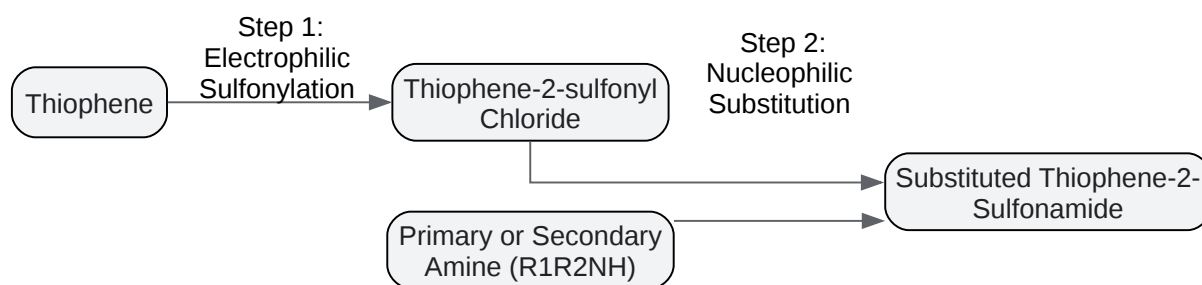 Step 1:
Electrophilic
Sulfonylation
Step 2:
Nucleophilic
Substitution
Thiophene
Thiophene-2-sulfonyl
Chloride
Substituted Thiophene-2-
Sulfonamide
Primary or Secondary
Amine (R1R2NH)